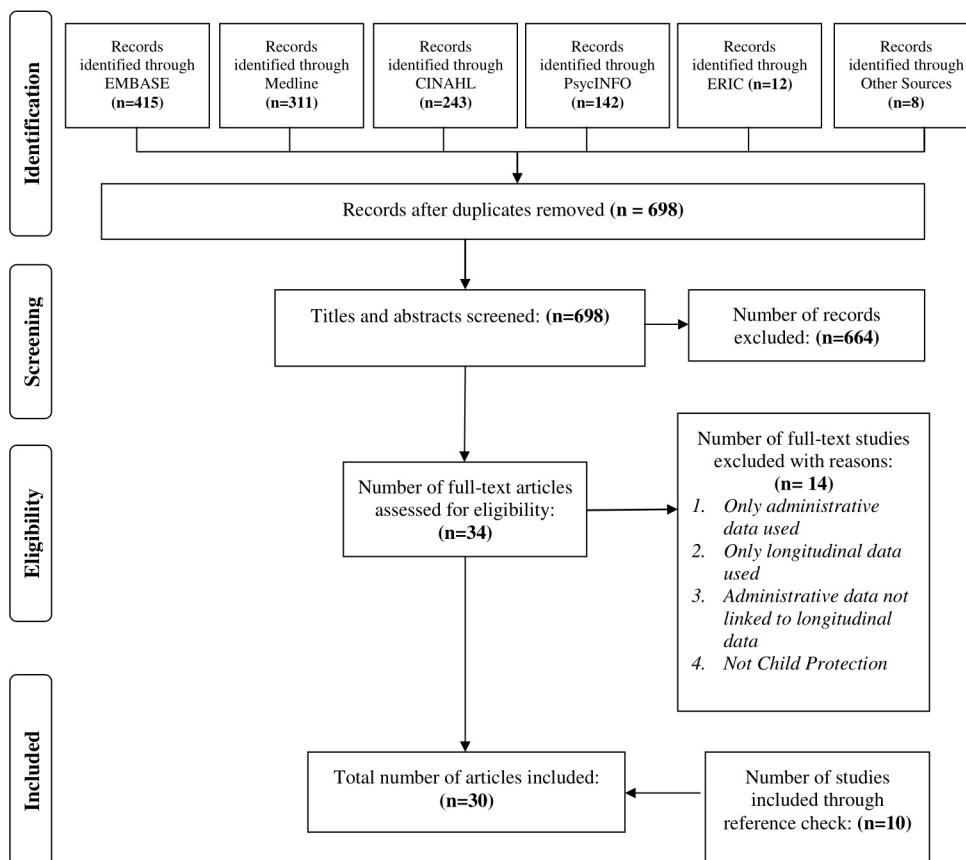 Identification
Records
identified through
EMBASE
(n=415)
Records
identified through
Medline
(n=311)
Records
identified through
CINAHL
(n=243)
Records
identified through
PsycINFO
(n=142)
Records
identified through
ERIC (n=12)
Records
identified through
Other Sources
(n=8)
Records after duplicates removed (n = 698)
Screening
Titles and abstracts screened: (n=698)
Number of records
excluded: (n=664)
Eligibility
Number of full-text articles
assessed for eligibility:
(n=34)
Number of full-text studies
excluded with reasons:
(n= 14)
1. Only administrative
data used
2. Only longitudinal data
used
3. Administrative data not
linked to longitudinal
data
4. Not Child Protection
Included
Total number of articles included:
(n=30)
Number of studies
included through
reference check: (n=10)